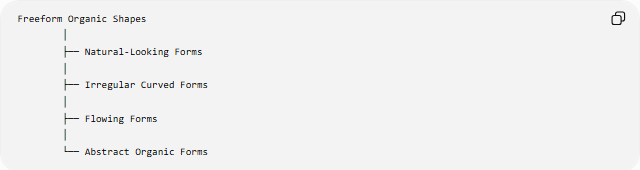 Freeform Organic Shapes
Natural-Looking Forms
Irregular Curved Forms
Flowing Forms
Abstract Organic Forms